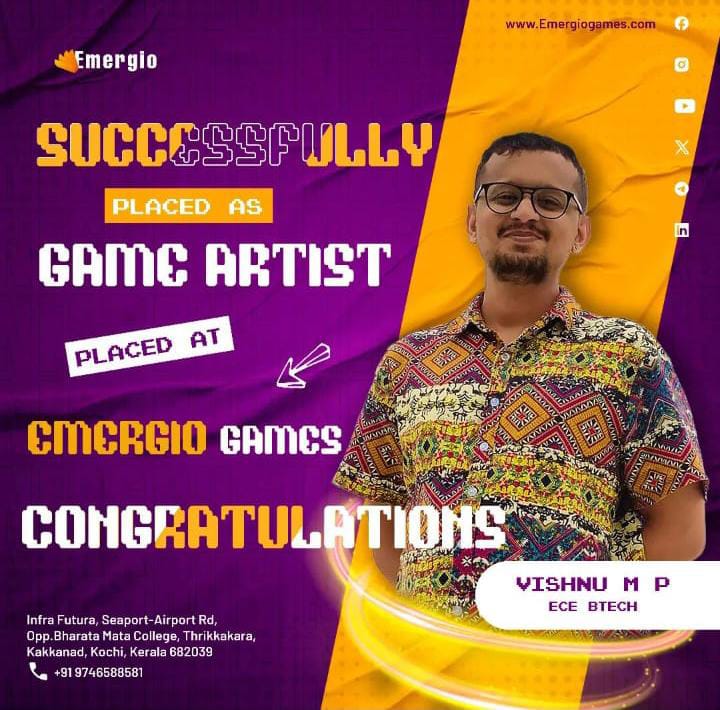 www.Emergiogames.com
Emergio
SUCCESSFULLY
PLACED AS
GAME ARTIST
PLACED AT
EMERGIO GAMES
CONGRATULATIONS
VISHNU M P
ECE BTECH
Infra Futura, Seaport-Airport Rd,
Opp.Bharata Mata College, Thrikkakara,
Kakkanad, Kochi, Kerala 682039
+91 9746588581